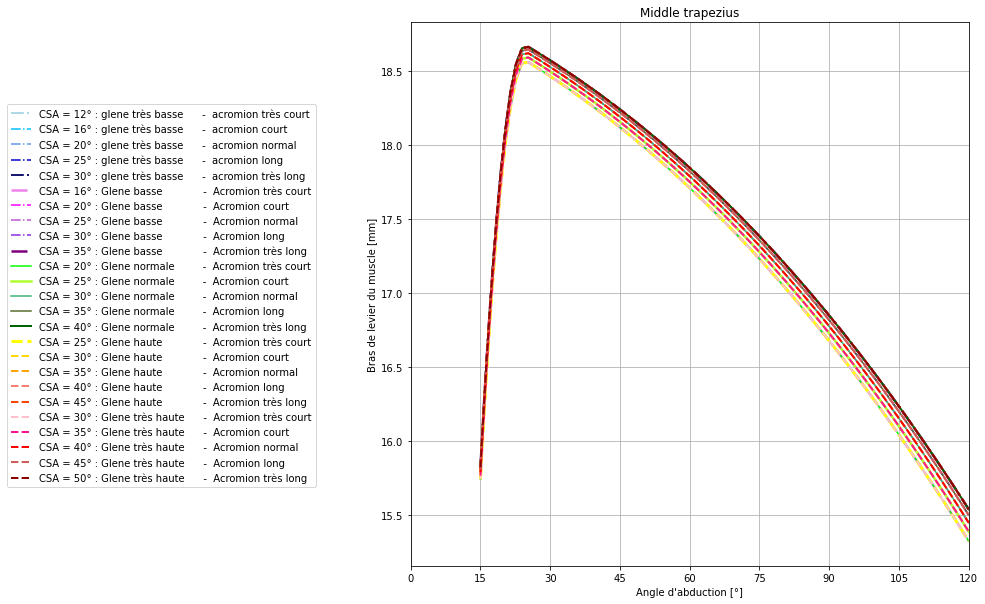 Middle trapezius
CSA = 12° : glene très basse - acromion très court
CSA = 16° : glene très basse - acromion court
CSA = 20° : glene très basse - acromion normal
CSA = 25° : glene très basse - acromion long
CSA = 30° : glene très basse - acromion très long
CSA = 16° : Glene basse - Acromion très court
CSA = 20° : Glene basse - Acromion court
CSA = 25° : Glene basse - Acromion normal
CSA = 30° : Glene basse - Acromion long
CSA = 35° : Glene basse - Acromion très long
CSA = 20° : Glene normale - Acromion très court
CSA = 25° : Glene normale - Acromion court
CSA = 30° : Glene normale - Acromion normal
CSA = 35° : Glene normale - Acromion long
CSA = 40° : Glene normale - Acromion très long
CSA = 25° : Glene haute - Acromion très court
CSA = 30° : Glene haute - Acromion court
CSA = 35° : Glene haute - Acromion normal
CSA = 40° : Glene haute - Acromion long
CSA = 45° : Glene haute - Acromion très long
CSA = 30° : Glene très haute - Acromion très court
CSA = 35° : Glene très haute - Acromion court
CSA = 40° : Glene très haute - Acromion normal
CSA = 45° : Glene très haute - Acromion long
CSA = 50° : Glene très haute - Acromion très long
Bras de levier du muscle [mm]
18.5
18.0
17.5
17.0
16.5
16.0
15.5
0 15 30 45 60 75 90 105 120
Angle d'abduction [°]